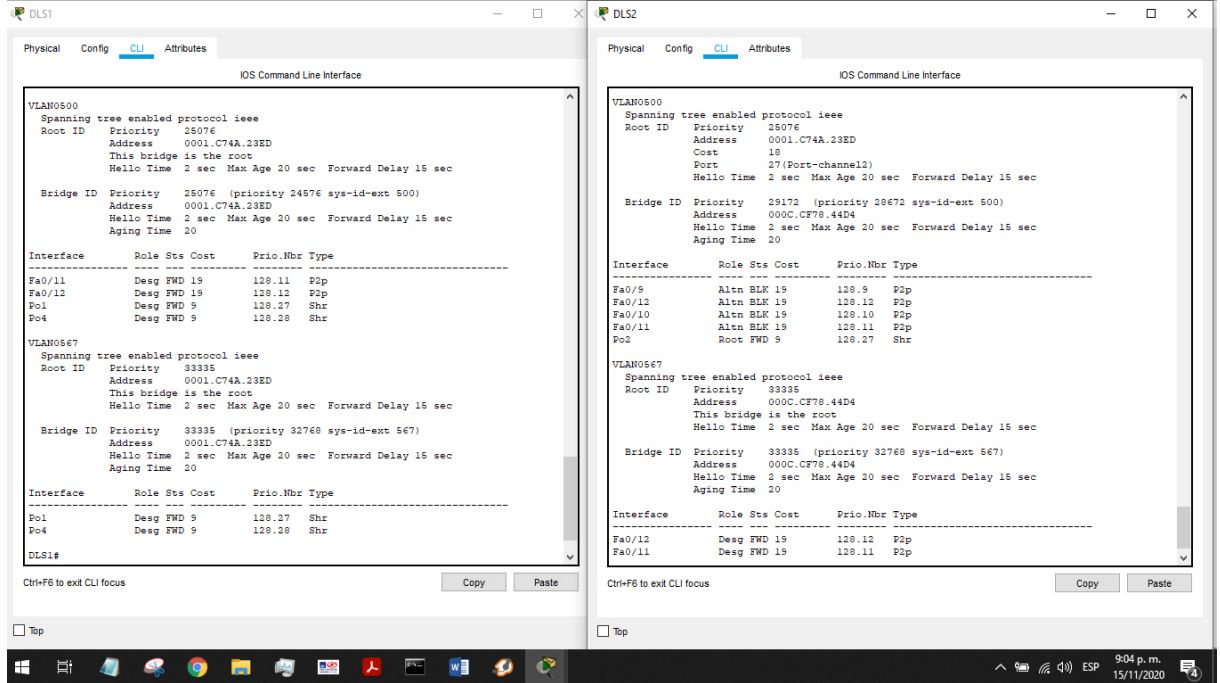 DLS1
Physical Config CLI Attributes
IOS Command Line Interface
VLAN0500
Spanning tree enabled protocol ieee
Root ID Priority 25076
Address 0001.C74A.23ED
This bridge is the root
Hello Time 2 sec Max Age 20 sec Forward Delay 15 sec
Bridge ID Priority 25076 (priority 24576 sys-id-ext 500)
Address 0001.C74A.23ED
Hello Time 2 sec Max Age 20 sec Forward Delay 15 sec
Aging Time 20
Interface Role Sts Cost Prio.Nbr Type
---------------- ---- --- --------- -------- --------------------------------
Fa0/11 Desg FWD 19 128.11 P2p
Fa0/12 Desg FWD 19 128.12 P2p
Po1 Desg FWD 9 128.27 Shr
Po4 Desg FWD 9 128.28 Shr
VLAN0567
Spanning tree enabled protocol ieee
Root ID Priority 33335
Address 0001.C74A.23ED
This bridge is the root
Hello Time 2 sec Max Age 20 sec Forward Delay 15 sec
Bridge ID Priority 33335 (priority 32768 sys-id-ext 567)
Address 0001.C74A.23ED
Hello Time 2 sec Max Age 20 sec Forward Delay 15 sec
Aging Time 20
Interface Role Sts Cost Prio.Nbr Type
---------------- ---- --- --------- -------- --------------------------------
Po1 Desg FWD 9 128.27 Shr
Po4 Desg FWD 9 128.28 Shr
DLS1#
Ctrl+F6 to exit CLI focus
Copy Paste
Top
DLS2
Physical Config CLI Attributes
IOS Command Line Interface
VLAN0500
Spanning tree enabled protocol ieee
Root ID Priority 25076
Address 0001.C74A.23ED
Cost 18
Port 27(Port-channel2)
Hello Time 2 sec Max Age 20 sec Forward Delay 15 sec
Bridge ID Priority 29172 (priority 28672 sys-id-ext 500)
Address 000C.CF78.44D4
Hello Time 2 sec Max Age 20 sec Forward Delay 15 sec
Aging Time 20
Interface Role Sts Cost Prio.Nbr Type
---------------- ---- --- --------- -------- --------------------------------
Fa0/9 Altn BLK 19 128.9 P2p
Fa0/12 Altn BLK 19 128.12 P2p
Fa0/10 Altn BLK 19 128.10 P2p
Fa0/11 Altn BLK 19 128.11 P2p
Po2 Root FWD 9 128.27 Shr
VLAN0567
Spanning tree enabled protocol ieee
Root ID Priority 33335
Address 000C.CF78.44D4
This bridge is the root
Hello Time 2 sec Max Age 20 sec Forward Delay 15 sec
Bridge ID Priority 33335 (priority 32768 sys-id-ext 567)
Address 000C.CF78.44D4
Hello Time 2 sec Max Age 20 sec Forward Delay 15 sec
Aging Time 20
Interface Role Sts Cost Prio.Nbr Type
---------------- ---- --- --------- -------- --------------------------------
Fa0/12 Desg FWD 19 128.12 P2p
Fa0/11 Desg FWD 19 128.11 P2p
Ctrl+F6 to exit CLI focus
Copy Paste
Top
ESP
9:04 p. m.
15/11/2020
4